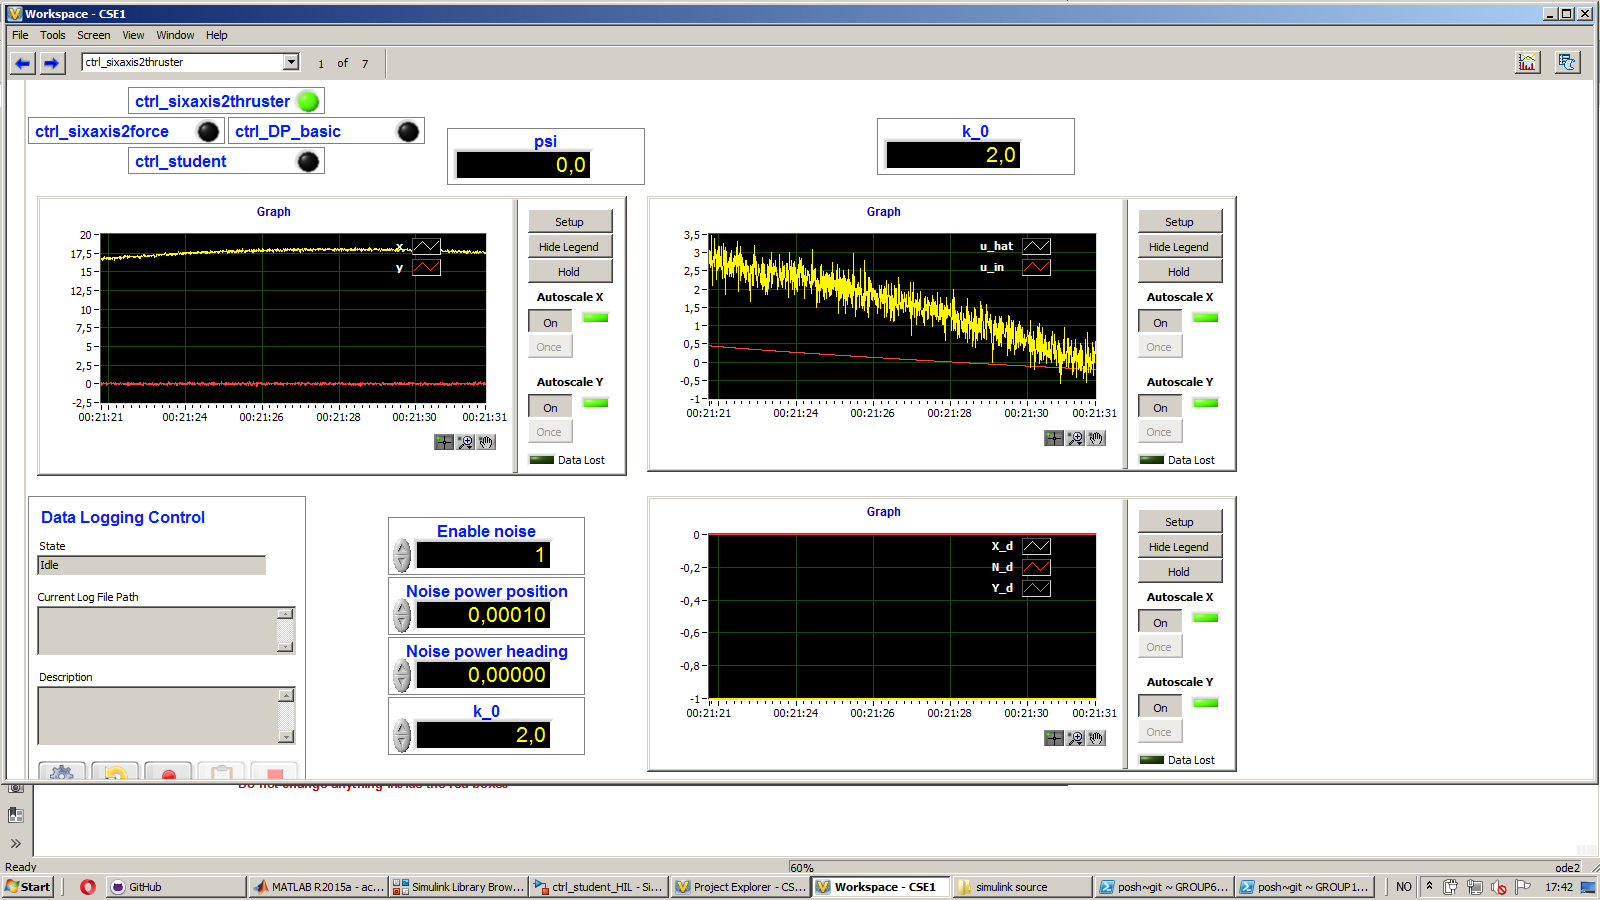 Workspace - CSE1
File Tools Screen View Window Help
ctrl_sixaxis2thruster 1 of 7
ctrl_sixaxis2thruster
ctrl_sixaxis2force ctrl_DP_basic
ctrl_student
psi
0,0
k_0
2,0
Graph
20
17,5
15
12,5
10
7,5
5
2,5
0
-2,5
x
y
00:21:21 00:21:24 00:21:26 00:21:28 00:21:30 00:21:31
Setup
Hide Legend
Hold
Autoscale X
On
Once
Autoscale Y
On
Once
Data Lost
Graph
3,5
3
2,5
2
1,5
1
0,5
0
-0,5
-1
u_hat
u_in
00:21:21 00:21:24 00:21:26 00:21:28 00:21:30 00:21:31
Setup
Hide Legend
Hold
Autoscale X
On
Once
Autoscale Y
On
Once
Data Lost
Data Logging Control
State
Idle
Current Log File Path
Description
Enable noise
1
Noise power position
0,00010
Noise power heading
0,00000
k_0
2,0
Graph
0
-0,2
-0,4
-0,6
-0,8
-1
X_d
N_d
Y_d
00:21:21 00:21:24 00:21:26 00:21:28 00:21:30 00:21:31
Setup
Hide Legend
Hold
Autoscale X
On
Once
Autoscale Y
On
Once
Data Lost
Do not change anything inside the red boxes
Ready 60% ode2
Start GitHub MATLAB R2015a - ac... Simulink Library Brow... ctrl_student_HIL - Si... Project Explorer - CS... Workspace - CSE1 simulink source posh~git ~ GROUP6... posh~git ~ GROUP1... NO 17:42